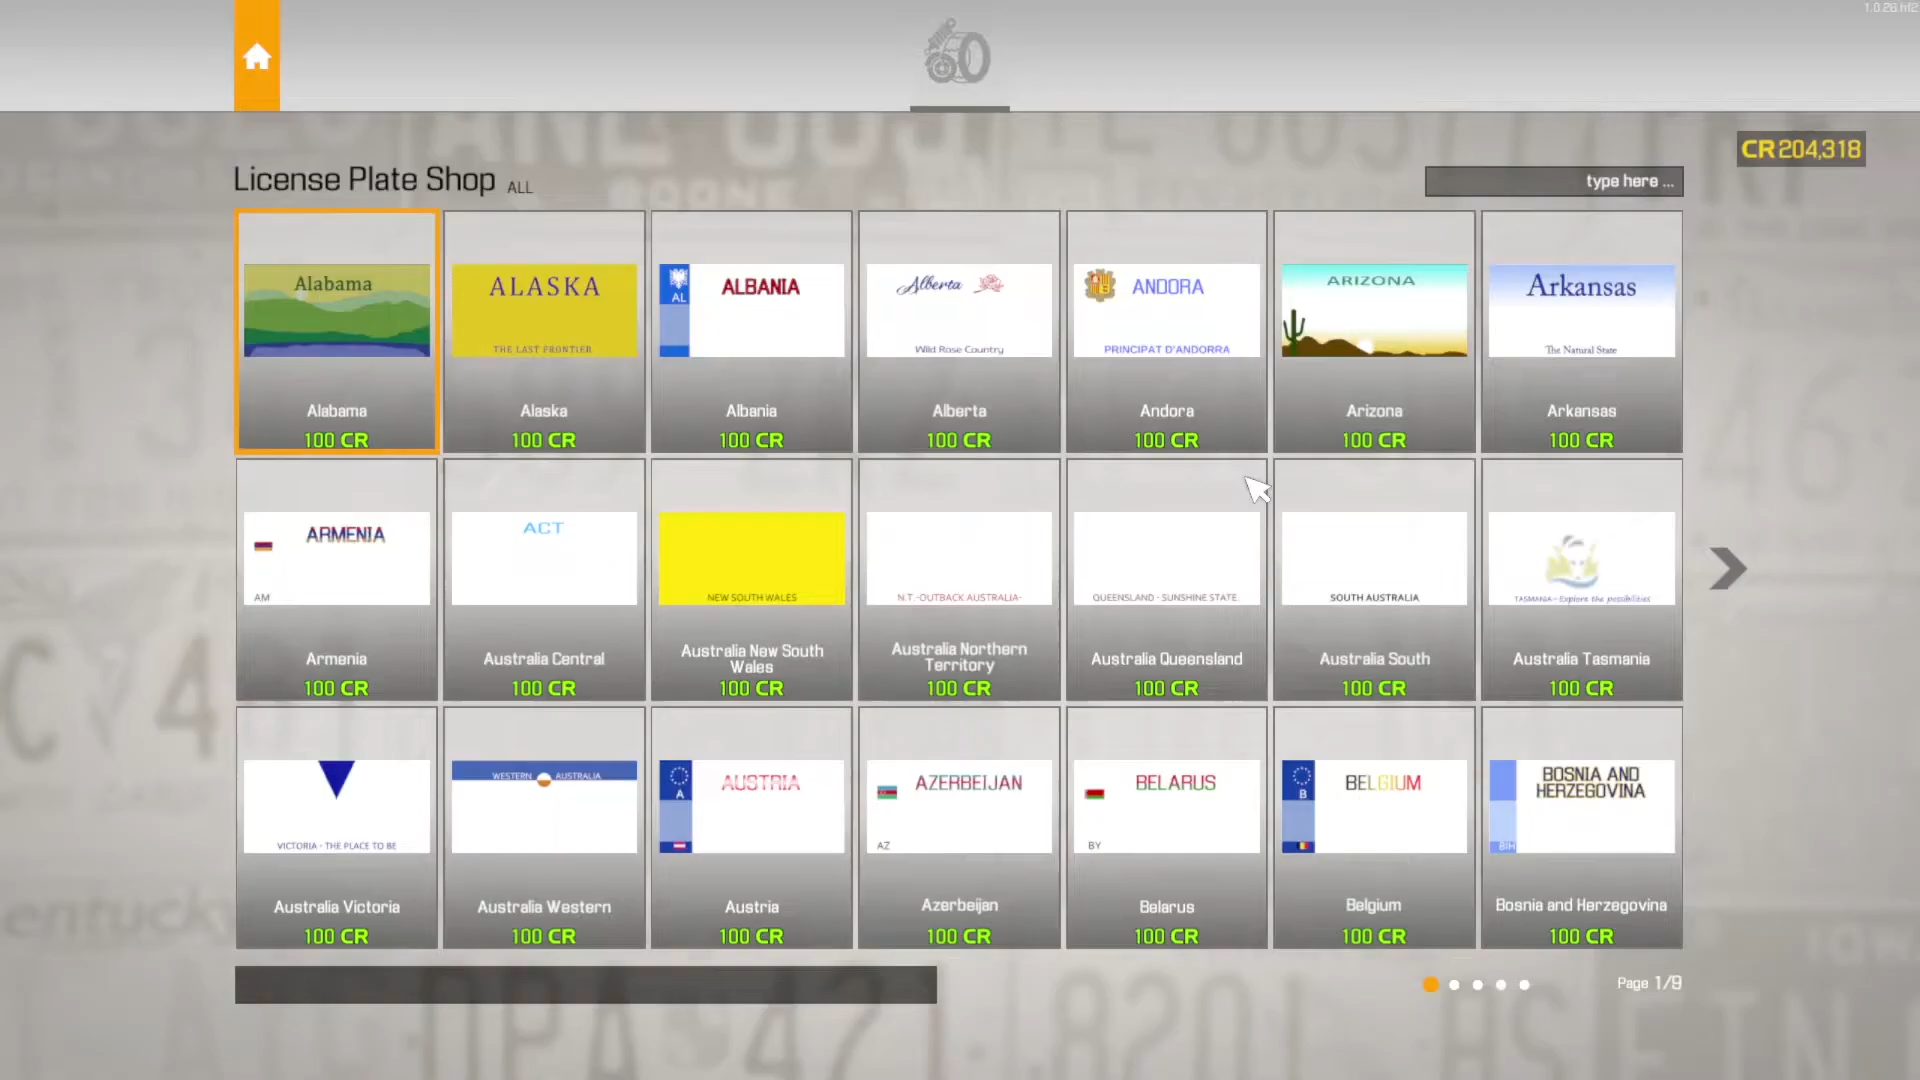 1.0.26.hf2
CR 204,318
License Plate Shop ALL
type here ...
Alabama
ALASKA
THE LAST FRONTIER
AL
ALBANIA
Alberta
Wild Rose Country
ANDORRA
PRINCIPAT D'ANDORRA
ARIZONA
Arkansas
The Natural State
Alabama
Alaska
Albania
Alberta
Andora
Arizona
Arkansas
100 CR
100 CR
100 CR
100 CR
100 CR
100 CR
100 CR
ARMENIA
AM
ACT
NEW SOUTH WALES
N.T. -OUTBACK AUSTRALIA-
QUEENSLAND - SUNSHINE STATE
SOUTH AUSTRALIA
TASMANIA - Explore the possibilities
Armenia
Australia Central
Australia New South
Wales
Australia Northern
Territory
Australia Queensland
Australia South
Australia Tasmania
100 CR
100 CR
100 CR
100 CR
100 CR
100 CR
100 CR
VICTORIA - THE PLACE TO BE
WESTERN AUSTRALIA
A
AUSTRIA
AZERBEIJAN
AZ
BELARUS
BY
B
BELGIUM
BOSNIA AND
HERZEGOVINA
BIH
Australia Victoria
Australia Western
Austria
Azerbeijan
Belarus
Belgium
Bosnia and Herzegovina
100 CR
100 CR
100 CR
100 CR
100 CR
100 CR
100 CR
Page 1/9